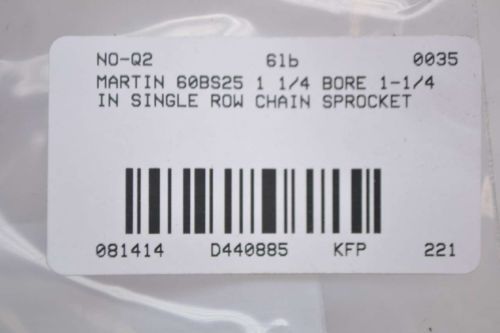 NO-Q2 6lb 0035
MARTIN 60BS25 1 1/4 BORE 1-1/4
IN SINGLE ROW CHAIN SPROCKET
081414 D440885 KFP 221